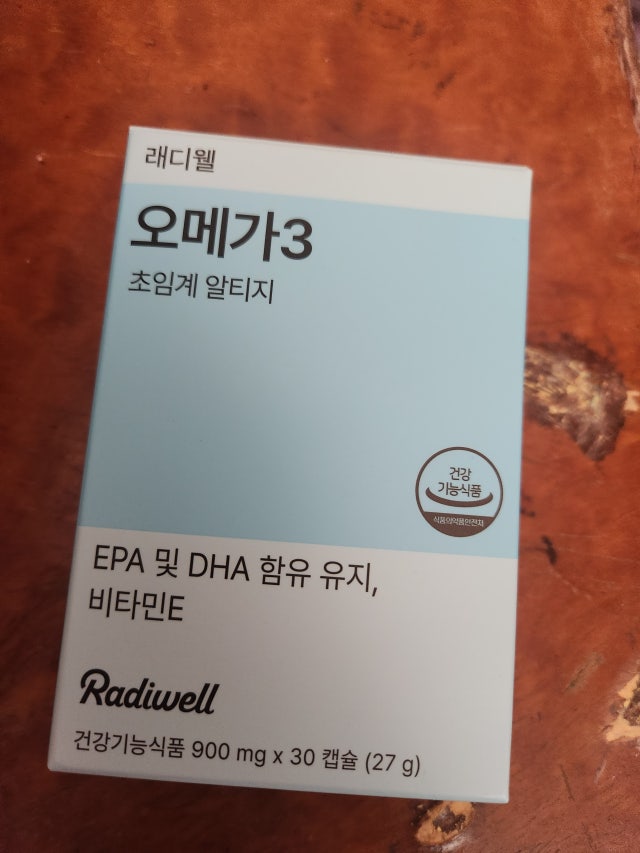 래디웰
오메가3
초임계 알티지
건강
기능식품
식품의약품안전처
EPA 및 DHA 함유 유지,
비타민E
Radiwell
건강기능식품 900 mg x 30 캡슐 (27 g)